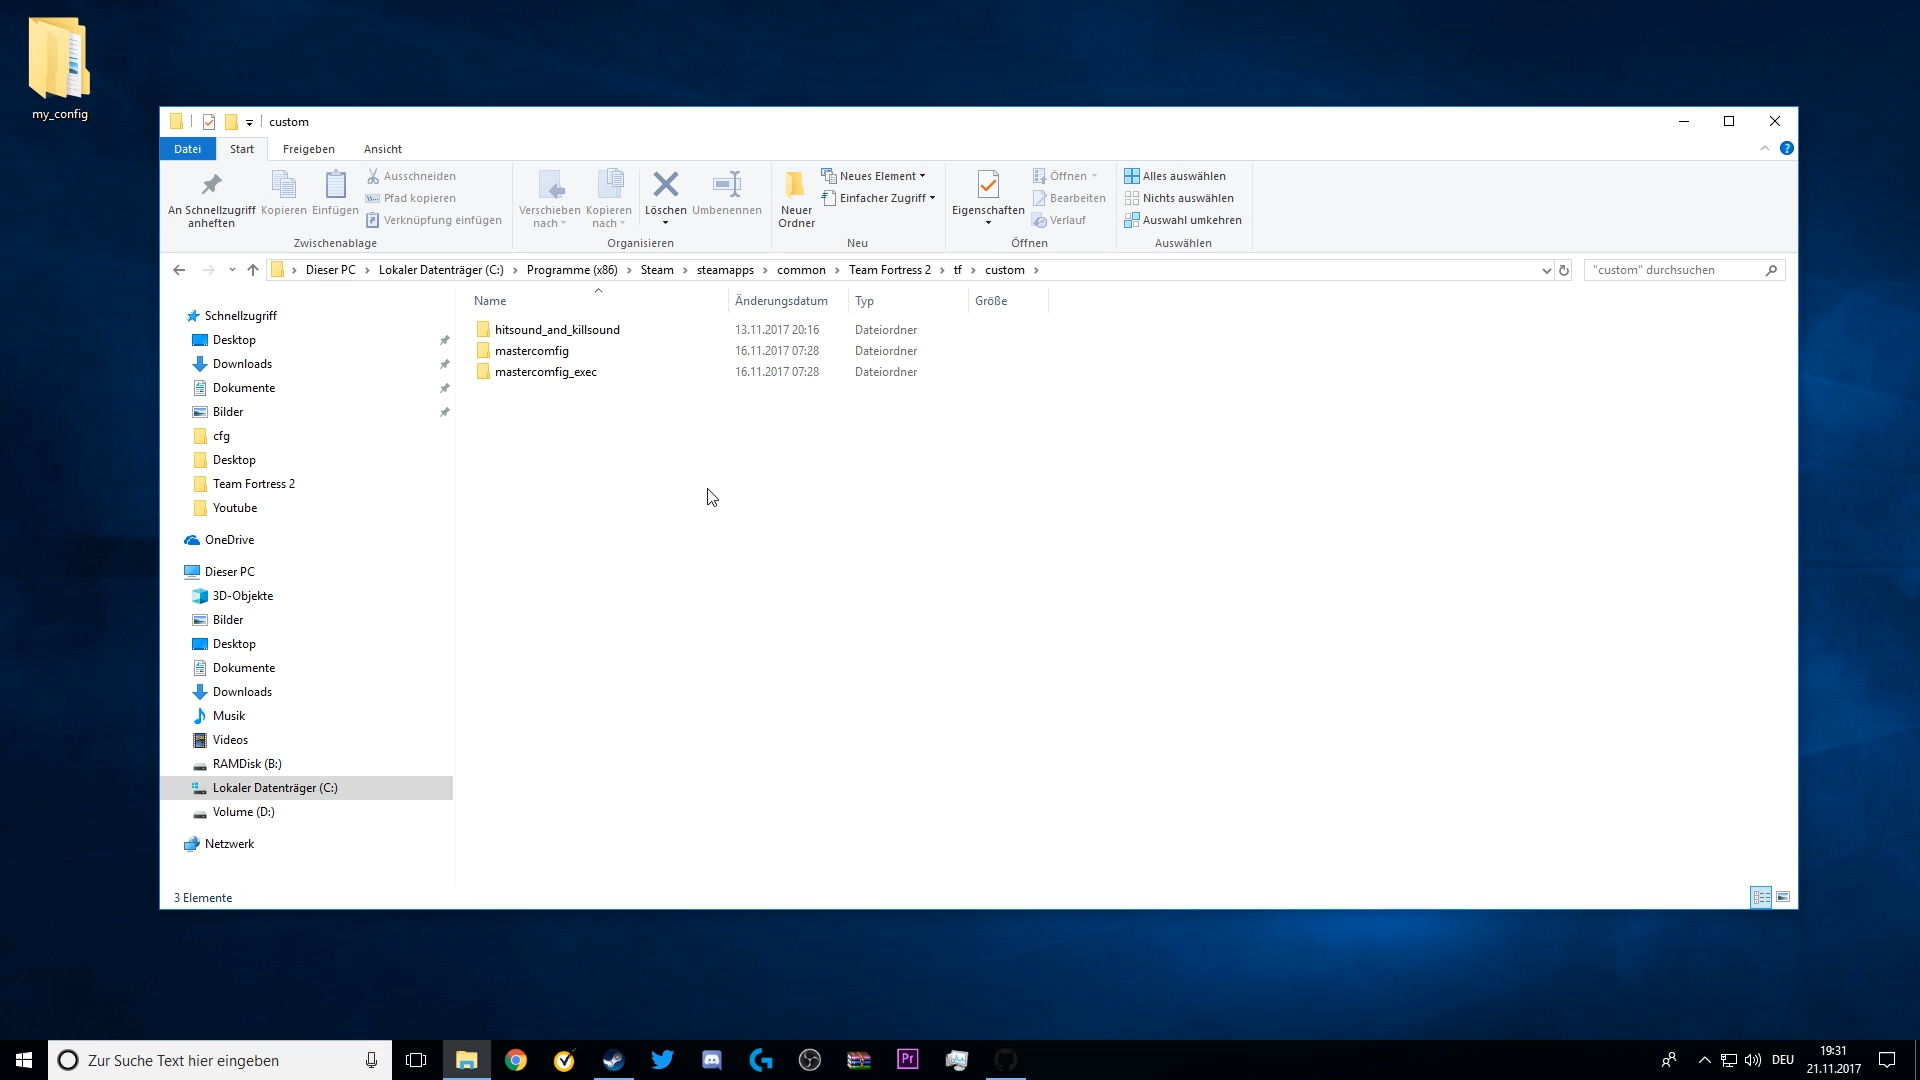 my_config
custom
Datei Start Freigeben Ansicht
An Schnellzugriff anheften
Kopieren
Einfügen
Ausschneiden
Pfad kopieren
Verknüpfung einfügen
Zwischenablage
Verschieben nach
Kopieren nach
Löschen
Umbenennen
Organisieren
Neuer Ordner
Neues Element
Einfacher Zugriff
Neu
Eigenschaften
Öffnen
Bearbeiten
Verlauf
Öffnen
Alles auswählen
Nichts auswählen
Auswahl umkehren
Auswählen
Dieser PC Lokaler Datenträger (C:) Programme (x86) Steam steamapps common Team Fortress 2 tf custom
"custom" durchsuchen
Schnellzugriff
Desktop
Downloads
Dokumente
Bilder
cfg
Desktop
Team Fortress 2
Youtube
OneDrive
Dieser PC
3D-Objekte
Bilder
Desktop
Dokumente
Downloads
Musik
Videos
RAMDisk (B:)
Lokaler Datenträger (C:)
Volume (D:)
Netzwerk
Name Änderungsdatum Typ Größe
hitsound_and_killsound 13.11.2017 20:16 Dateiordner
mastercomfig 16.11.2017 07:28 Dateiordner
mastercomfig_exec 16.11.2017 07:28 Dateiordner
3 Elemente
Zur Suche Text hier eingeben
Pr
DEU
19:31
21.11.2017